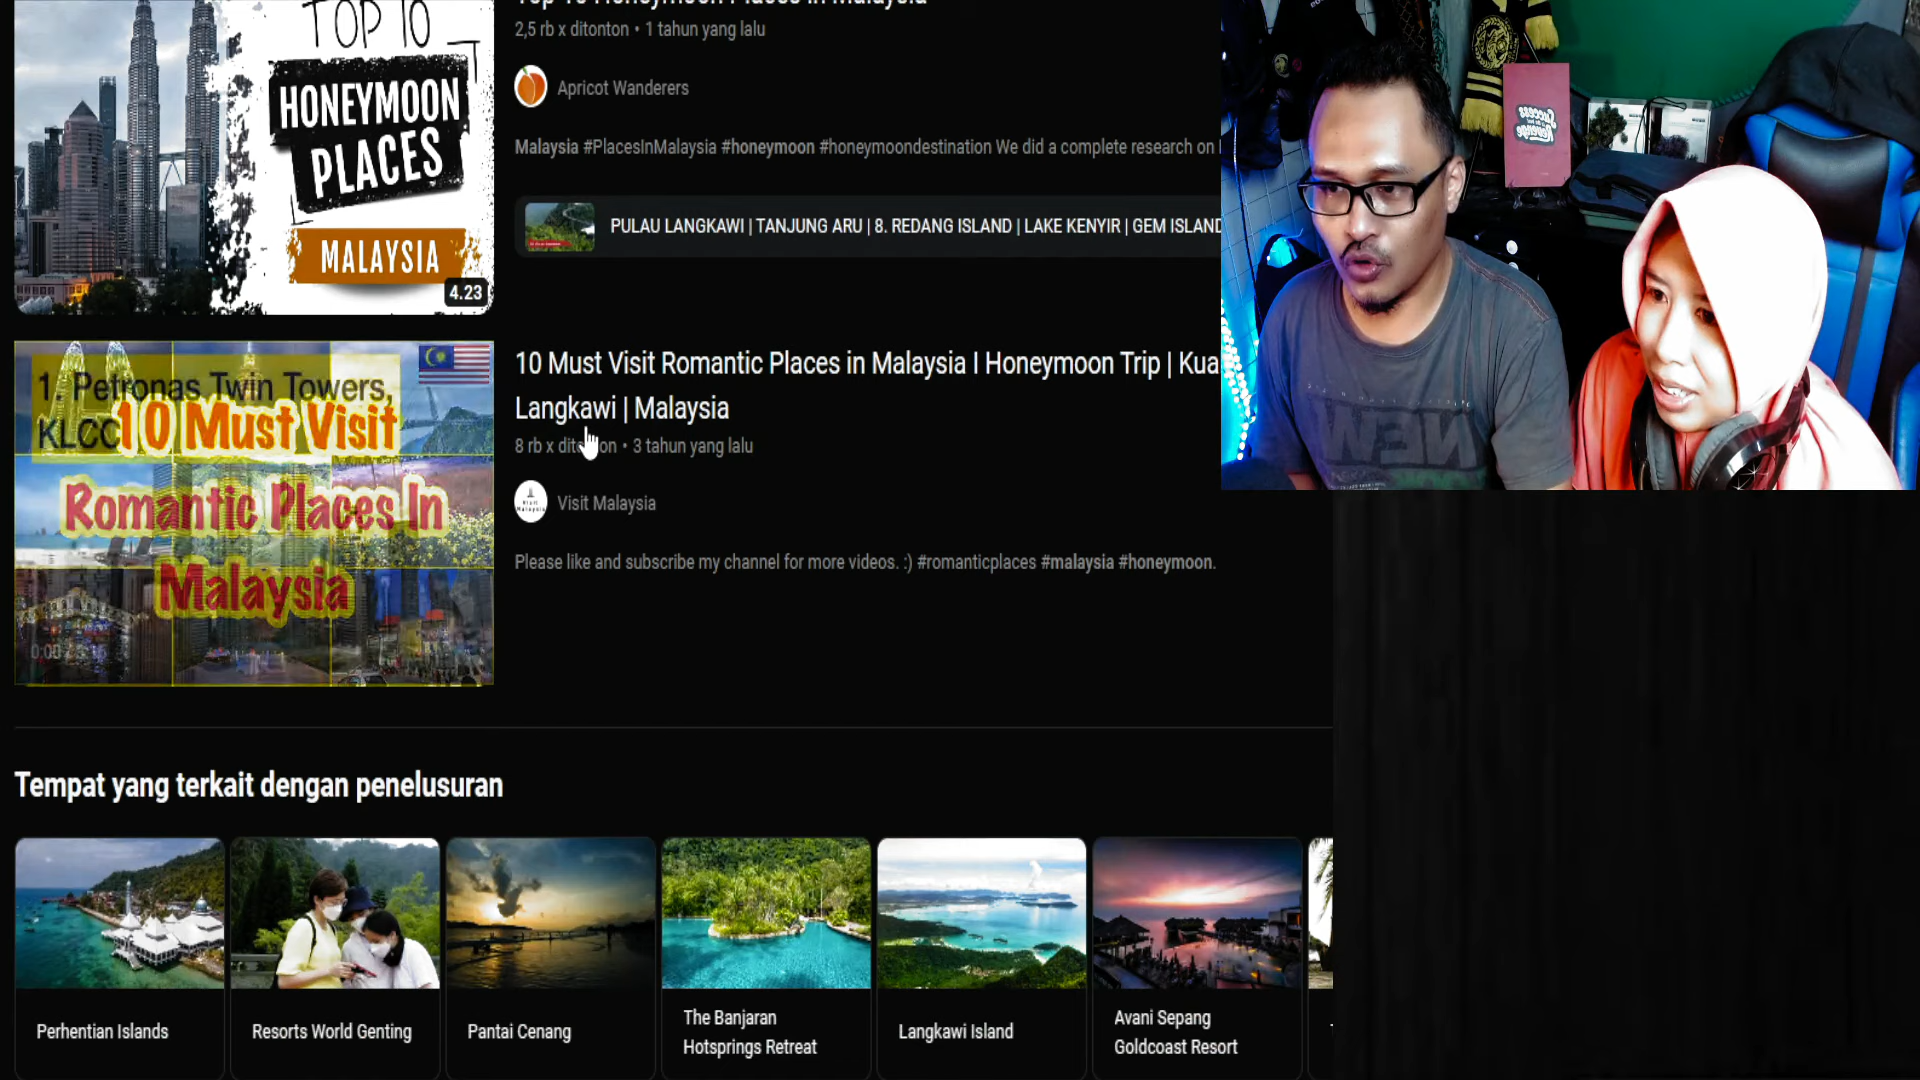 TOP 10
HONEYMOON
PLACES
MALAYSIA
4.23
2,5 rb x ditonton • 1 tahun yang lalu
Apricot Wanderers
Malaysia #PlacesInMalaysia #honeymoon #honeymoondestination We did a complete research on
PULAU LANGKAWI | TANJUNG ARU | 8. REDANG ISLAND | LAKE KENYIR | GEM ISLAND
1. Petronas Twin Towers,
KLCC
10 Must Visit
Romantic Places In
Malaysia
10 Must Visit Romantic Places in Malaysia I Honeymoon Trip | Kua
Langkawi | Malaysia
8 rb x ditonton • 3 tahun yang lalu
Visit Malaysia
Please like and subscribe my channel for more videos. :) #romanticplaces #malaysia #honeymoon.
Tempat yang terkait dengan penelusuran
Perhentian Islands
Resorts World Genting
Pantai Cenang
The Banjaran
Hotsprings Retreat
Langkawi Island
Avani Sepang
Goldcoast Resort
Success
Revenge
NEW